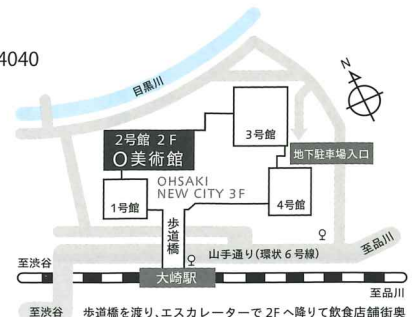 4040
目黒川
N
2号館 2F
O美術館
3号館
地下駐車場入口
OHSAKI
NEW CITY 3F
1号館
4号館
歩道橋
山手通り(環状6号線)
至品川
至渋谷
大崎駅
至品川
至渋谷
歩道橋を渡り、エスカレーターで2Fへ降りて飲食店舗街奥